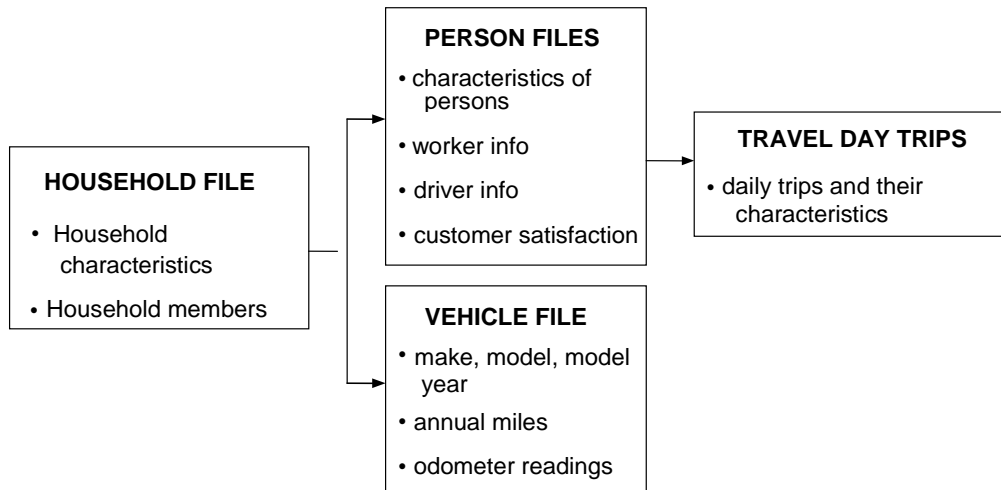 HOUSEHOLD FILE
• Household
characteristics
• Household members
PERSON FILES
• characteristics of
persons
• worker info
• driver info
• customer satisfaction
VEHICLE FILE
• make, model, model
year
• annual miles
• odometer readings
TRAVEL DAY TRIPS
• daily trips and their
characteristics